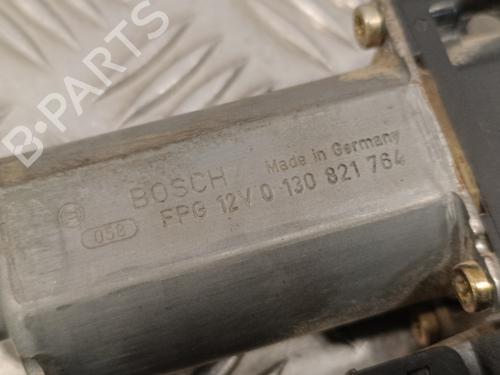 B-PARTS
BOSCH Made in Germany
058 FPG 12V 0 130 821 764